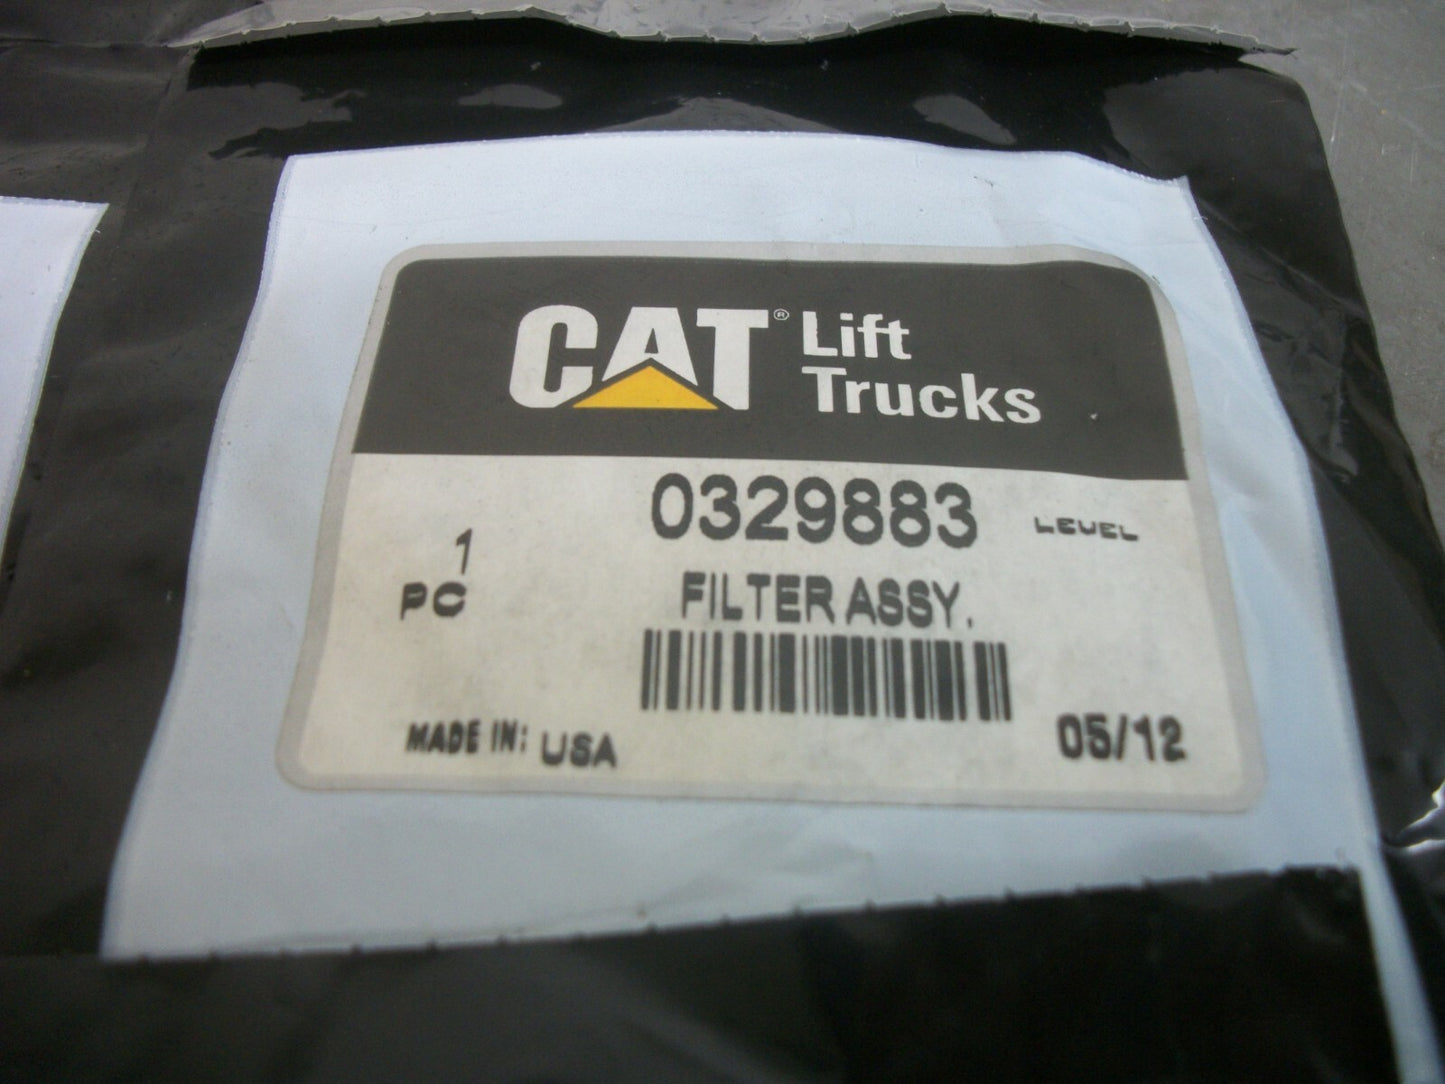 CAT® Lift
Trucks
0329883 LEVEL
1
PC
FILTER ASSY.
MADE IN: USA
05/12